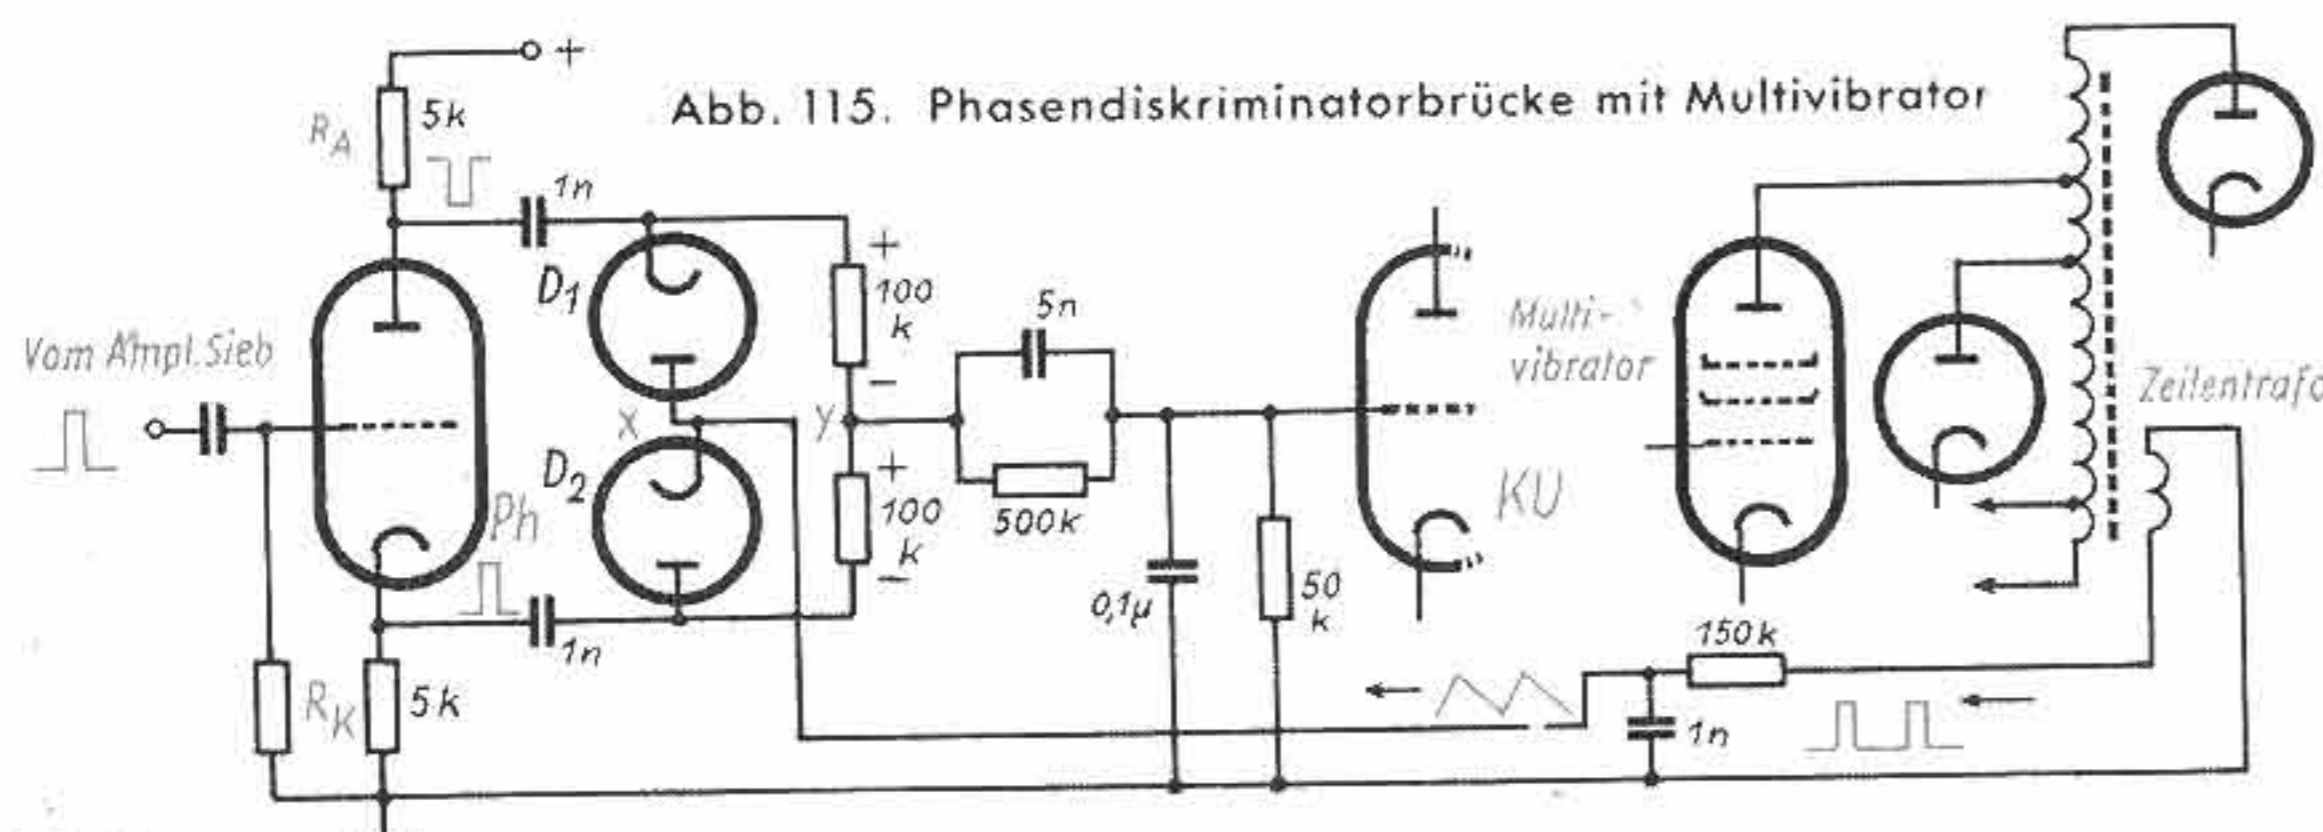 Abb. 115. Phasendiskriminatorbrücke mit Multivibrator
+
R_A
5k
1n
D1
+
100
k
−
5n
Vom Ampl. Sieb
x
y
Multi-
vibrator
Zeilentrafo
D2
+
100
k
−
500k
Ph
KU
1n
0,1µ
50
k
150k
R_K
5k
1n